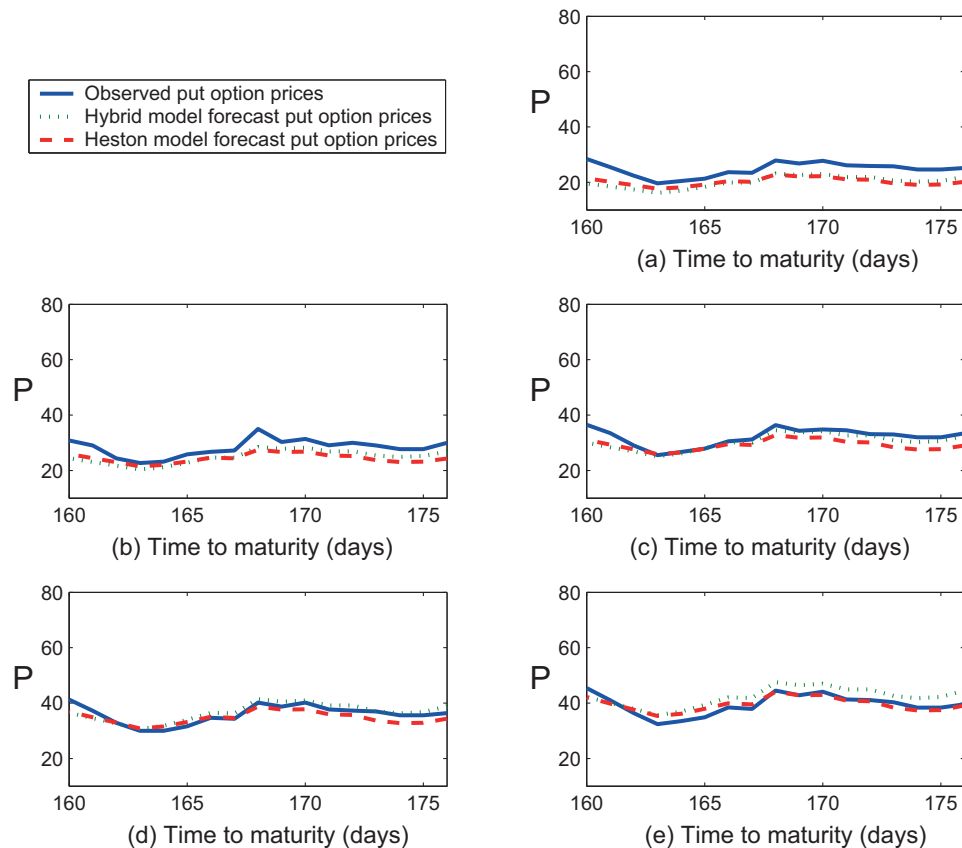 Observed put option prices
Hybrid model forecast put option prices
Heston model forecast put option prices
80
60
P
40
20
160 165 170 175
(a) Time to maturity (days)
80
60
P
40
20
160 165 170 175
(b) Time to maturity (days)
80
60
P
40
20
160 165 170 175
(c) Time to maturity (days)
80
60
P
40
20
160 165 170 175
(d) Time to maturity (days)
80
60
P
40
20
160 165 170 175
(e) Time to maturity (days)